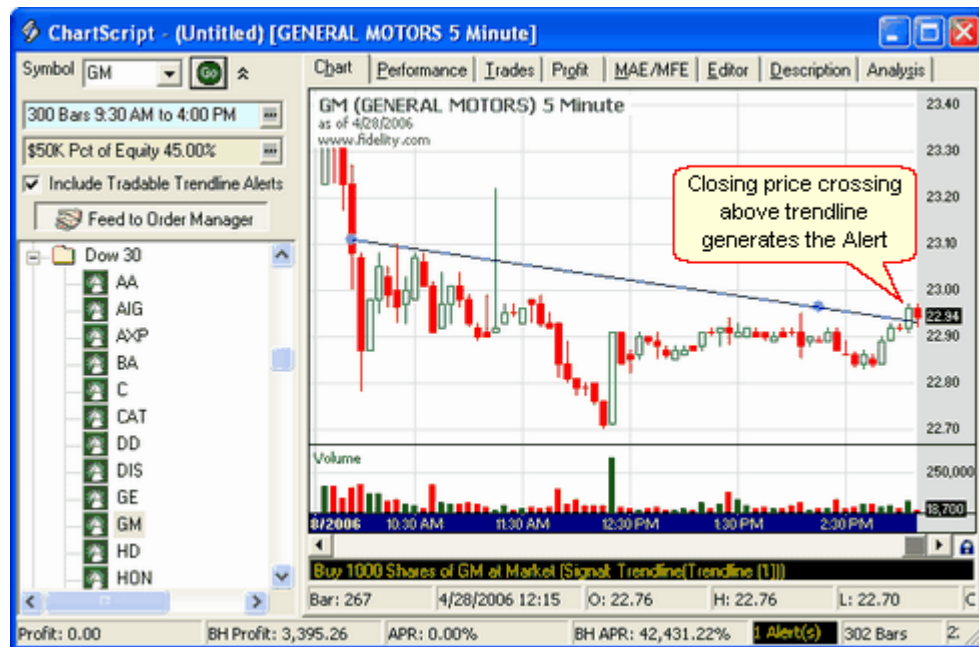 ChartScript - (Untitled) [GENERAL MOTORS 5 Minute]
Symbol GM Go
Chart Performance Trades Profit MAE/MFE Editor Description Analysis
300 Bars 9:30 AM to 4:00 PM
$50K Pct of Equity 45.00%
Include Tradable Trendline Alerts
Feed to Order Manager
Dow 30
AA
AIG
AXP
BA
C
CAT
DD
DIS
GE
GM
HD
HON
GM (GENERAL MOTORS) 5 Minute
as of 4/28/2006
www.fidelity.com
Closing price crossing
above trendline
generates the Alert
23.40
23.30
23.20
23.10
23.00
22.94
22.90
22.80
22.70
Volume
250,000
18,700
8/2006 10:30 AM 11:30 AM 12:30 PM 1:30 PM 2:30 PM
Buy 1000 Shares of GM at Market (Signal: Trendline(Trendline [1]))
Bar: 267 4/28/2006 12:15 O: 22.76 H: 22.76 L: 22.70 C
Profit: 0.00 BH Profit: 3,395.26 APR: 0.00% BH APR: 42,431.22% 1 Alert(s) 302 Bars 2: